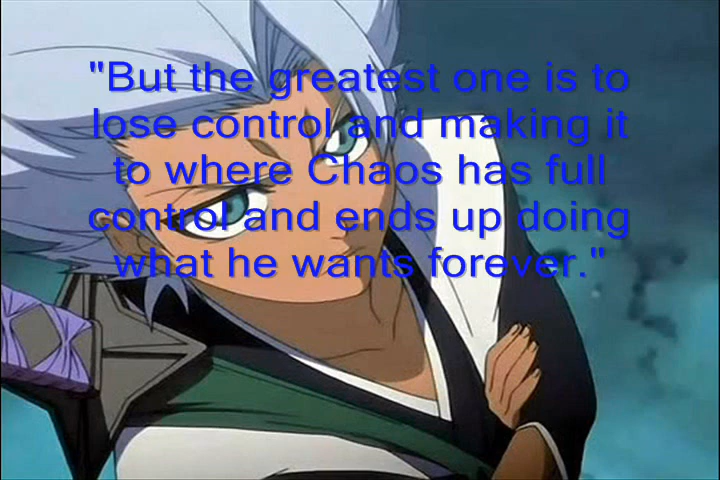 "But the greatest one is to
lose control and making it
to where Chaos has full
control and ends up doing
what he wants forever."